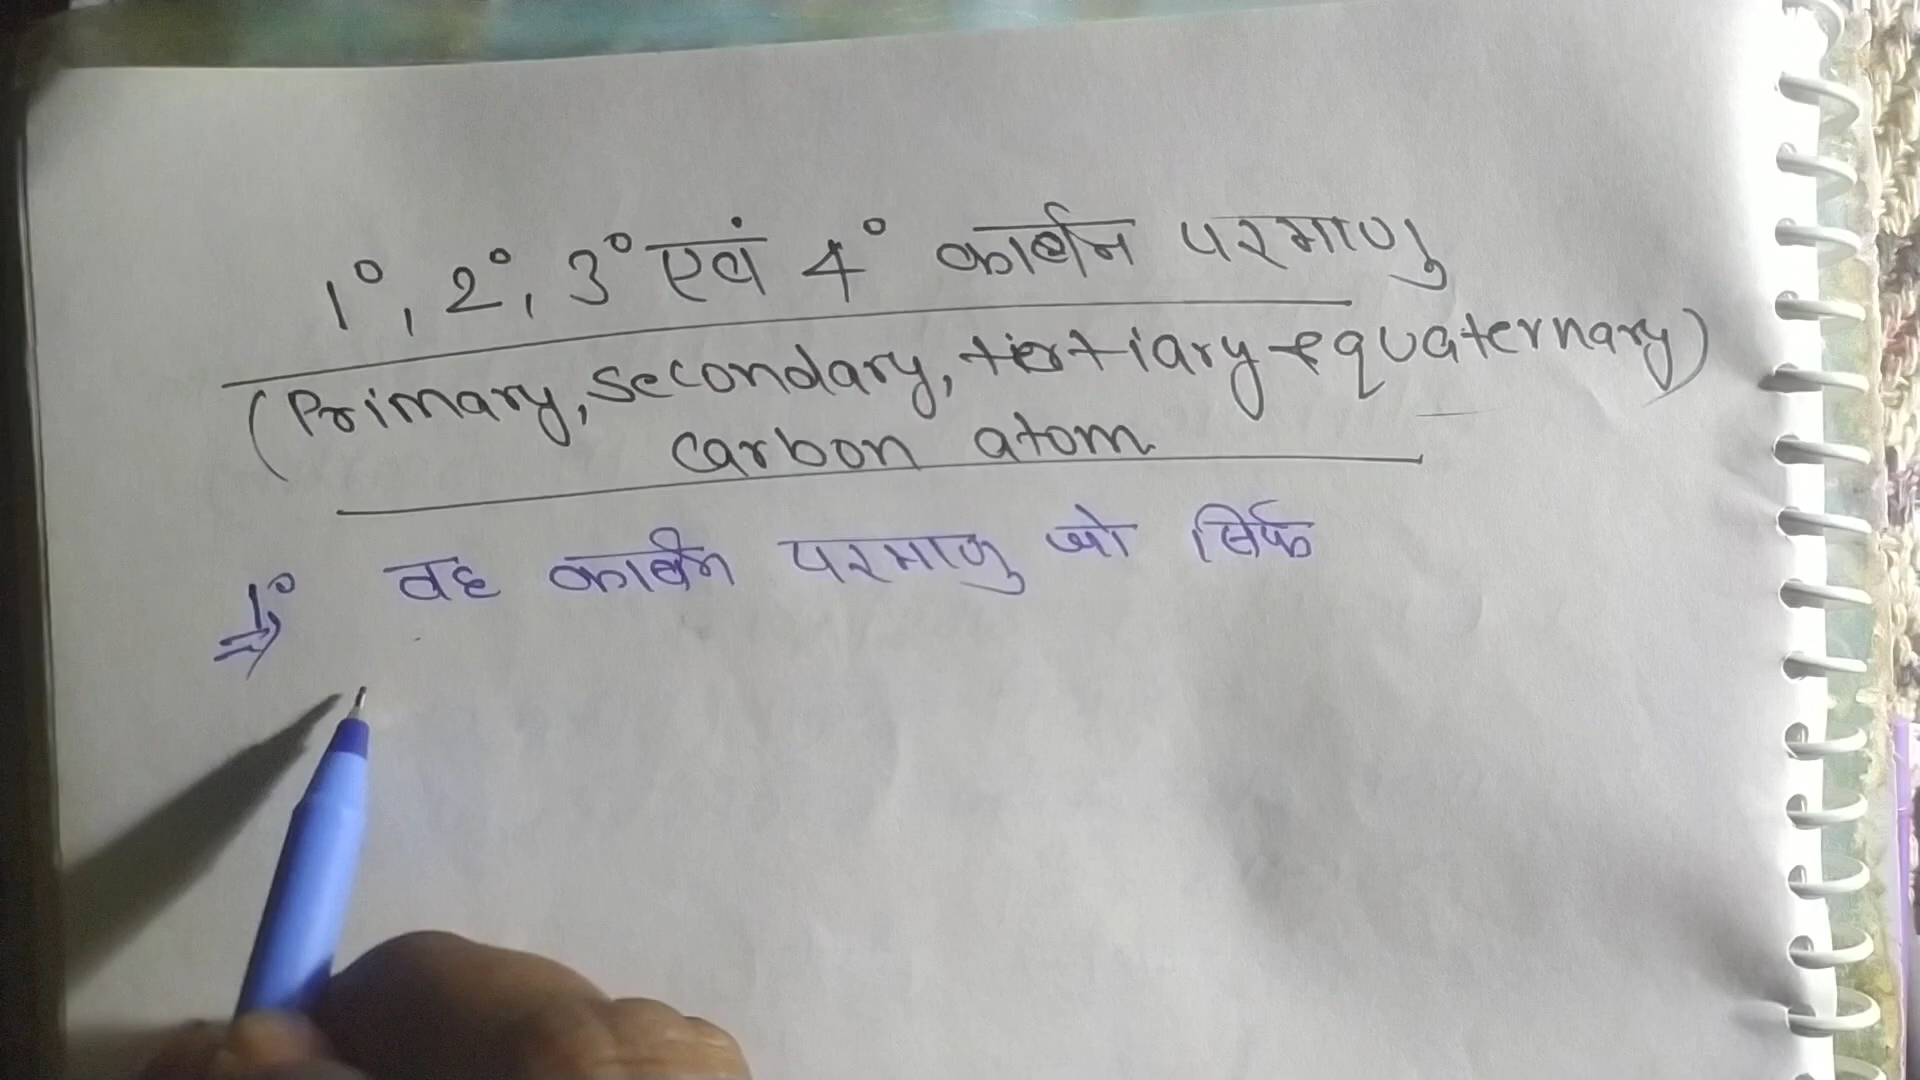 1°, 2°, 3° एवं 4° कार्बन परमाणु
(Primary, secondary, tertiary & quaternary)
carbon atom
1° वह कार्बन परमाणु जो सिर्फ
⇒